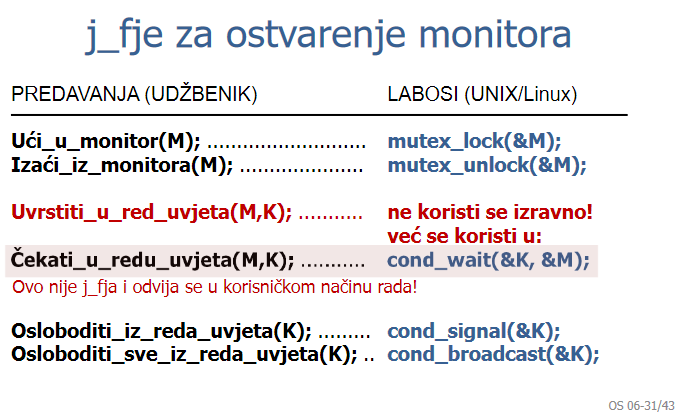 j_fje za ostvarenje monitora
PREDAVANJA (UDŽBENIK) LABOSI (UNIX/Linux)
Ući_u_monitor(M); ........................... mutex_lock(&M);
Izaći_iz_monitora(M); ..................... mutex_unlock(&M);
Uvrstiti_u_red_uvjeta(M,K); ........... ne koristi se izravno!
već se koristi u:
Čekati_u_redu_uvjeta(M,K); ........... cond_wait(&K, &M);
Ovo nije j_fja i odvija se u korisničkom načinu rada!
Osloboditi_iz_reda_uvjeta(K); ......... cond_signal(&K);
Osloboditi_sve_iz_reda_uvjeta(K); .. cond_broadcast(&K);
OS 06-31/43